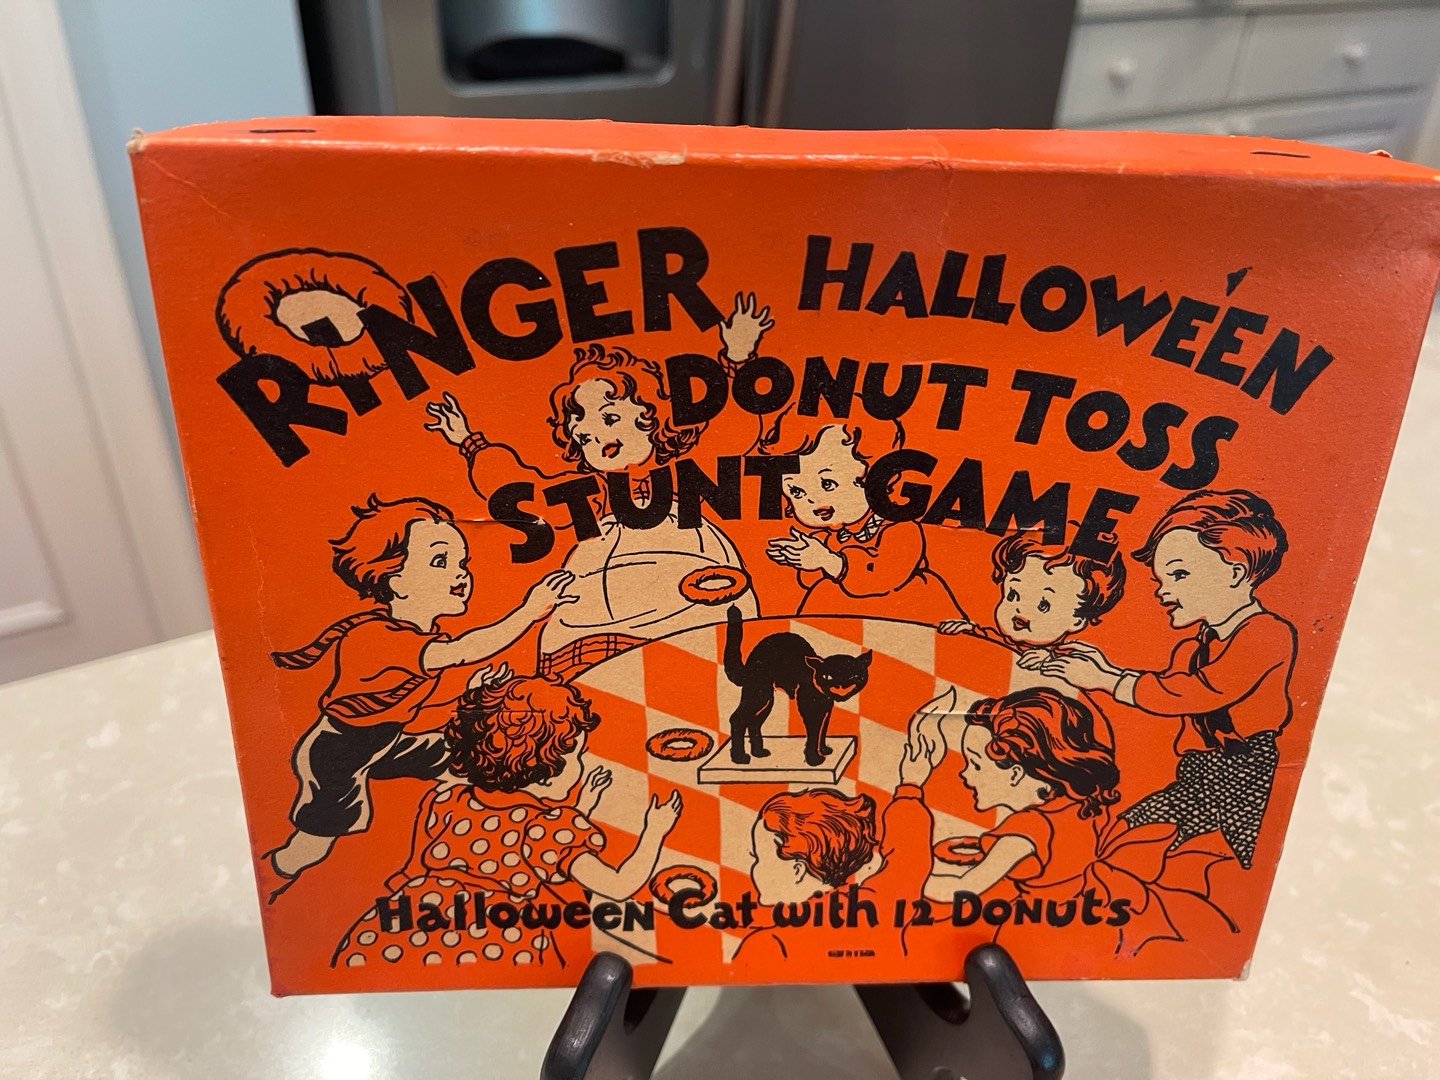 RINGER HALLOWE'EN
DONUT TOSS
STUNT GAME
Halloween Cat with 12 Donuts